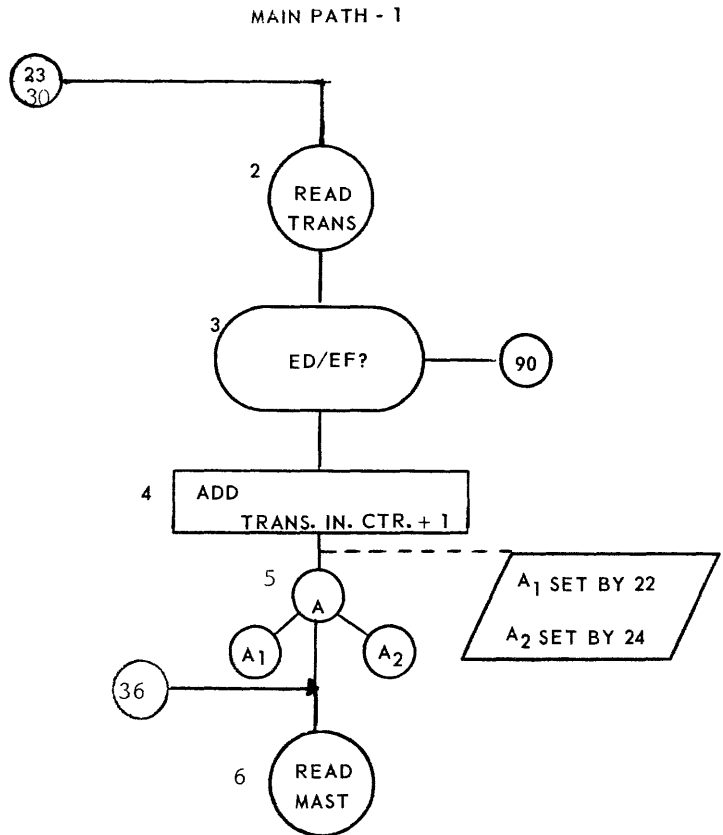 MAIN PATH - 1
23
30
2
READ
TRANS
3
ED/EF?
90
4
ADD
TRANS. IN. CTR. + 1
5
A
A1 SET BY 22
A2 SET BY 24
A1
A2
36
6
READ
MAST